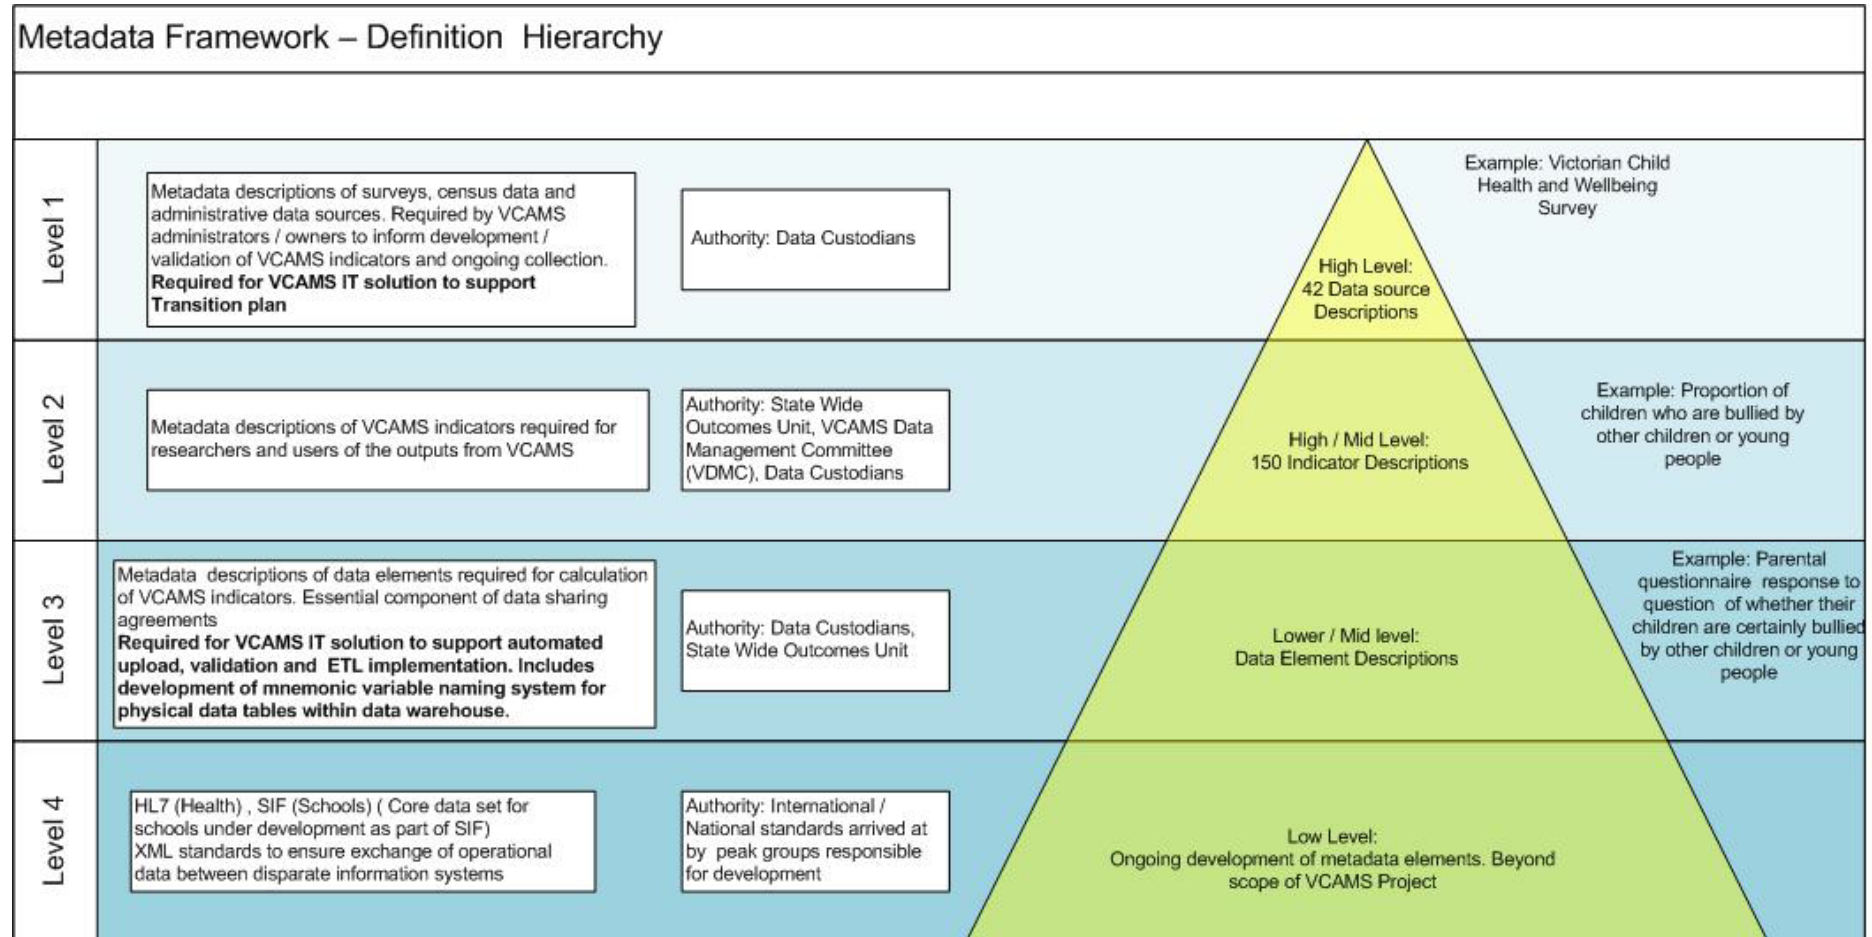 Metadata Framework – Definition Hierarchy
Level 1
Metadata descriptions of surveys, census data and
administrative data sources. Required by VCAMS
administrators / owners to inform development /
validation of VCAMS indicators and ongoing collection.
Required for VCAMS IT solution to support
Transition plan
Authority: Data Custodians
High Level:
42 Data source
Descriptions
Example: Victorian Child
Health and Wellbeing
Survey
Level 2
Metadata descriptions of VCAMS indicators required for
researchers and users of the outputs from VCAMS
Authority: State Wide
Outcomes Unit, VCAMS Data
Management Committee
(VDMC), Data Custodians
High / Mid Level:
150 Indicator Descriptions
Example: Proportion of
children who are bullied by
other children or young
people
Level 3
Metadata descriptions of data elements required for calculation
of VCAMS indicators. Essential component of data sharing
agreements
Required for VCAMS IT solution to support automated
upload, validation and ETL implementation. Includes
development of mnemonic variable naming system for
physical data tables within data warehouse.
Authority: Data Custodians,
State Wide Outcomes Unit
Lower / Mid level:
Data Element Descriptions
Example: Parental
questionnaire response to
question of whether their
children are certainly bullied
by other children or young
people
Level 4
HL7 (Health) , SIF (Schools) ( Core data set for
schools under development as part of SIF)
XML standards to ensure exchange of operational
data between disparate information systems
Authority: International /
National standards arrived at
by peak groups responsible
for development
Low Level:
Ongoing development of metadata elements. Beyond
scope of VCAMS Project